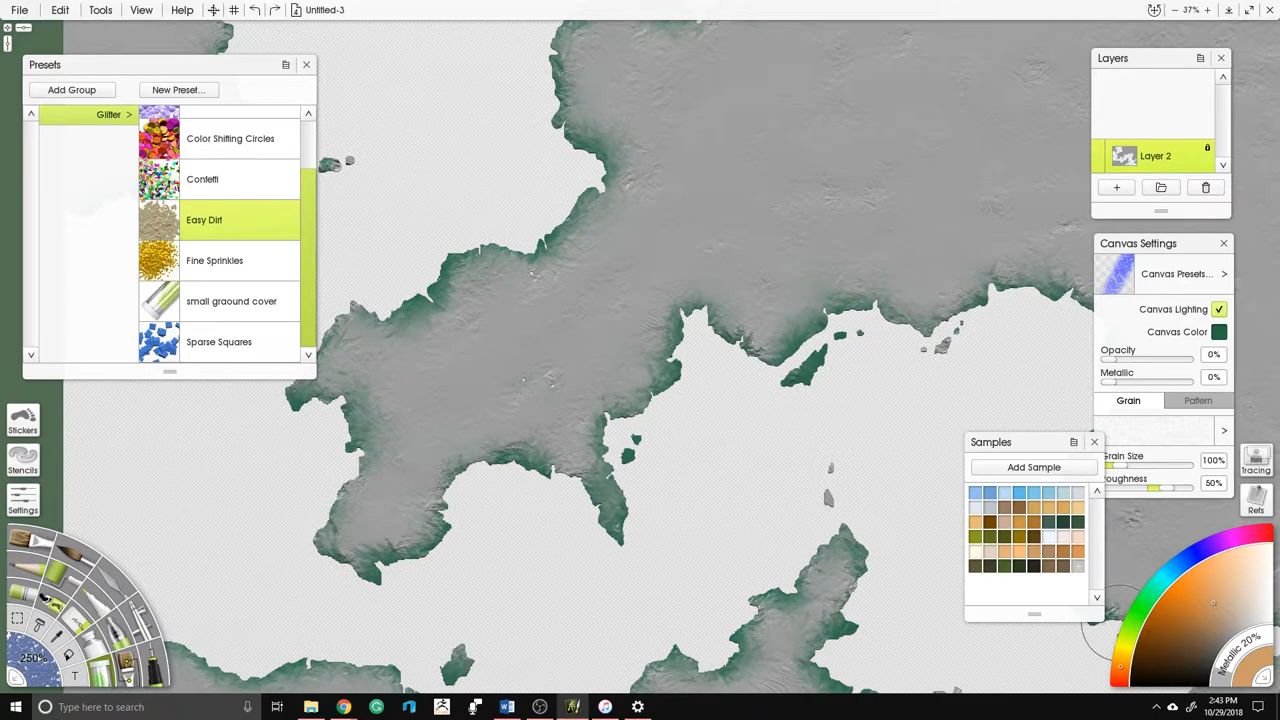 File Edit Tools View Help Untitled-3 37%
Presets
Add Group New Preset...
Glitter >
Color Shifting Circles
Confetti
Easy Dirt
Fine Sprinkles
small graound cover
Sparse Squares
Layers
Layer 2
Canvas Settings
Canvas Presets... >
Canvas Lighting
Canvas Color
Opacity 0%
Metallic 0%
Grain Pattern
Grain Size 100%
oughness 50%
Samples
Add Sample
Stickers
Stencils
Settings
Tracing
Refs
250%
T
Metallic 20%
Type here to search
2:43 PM
10/29/2018